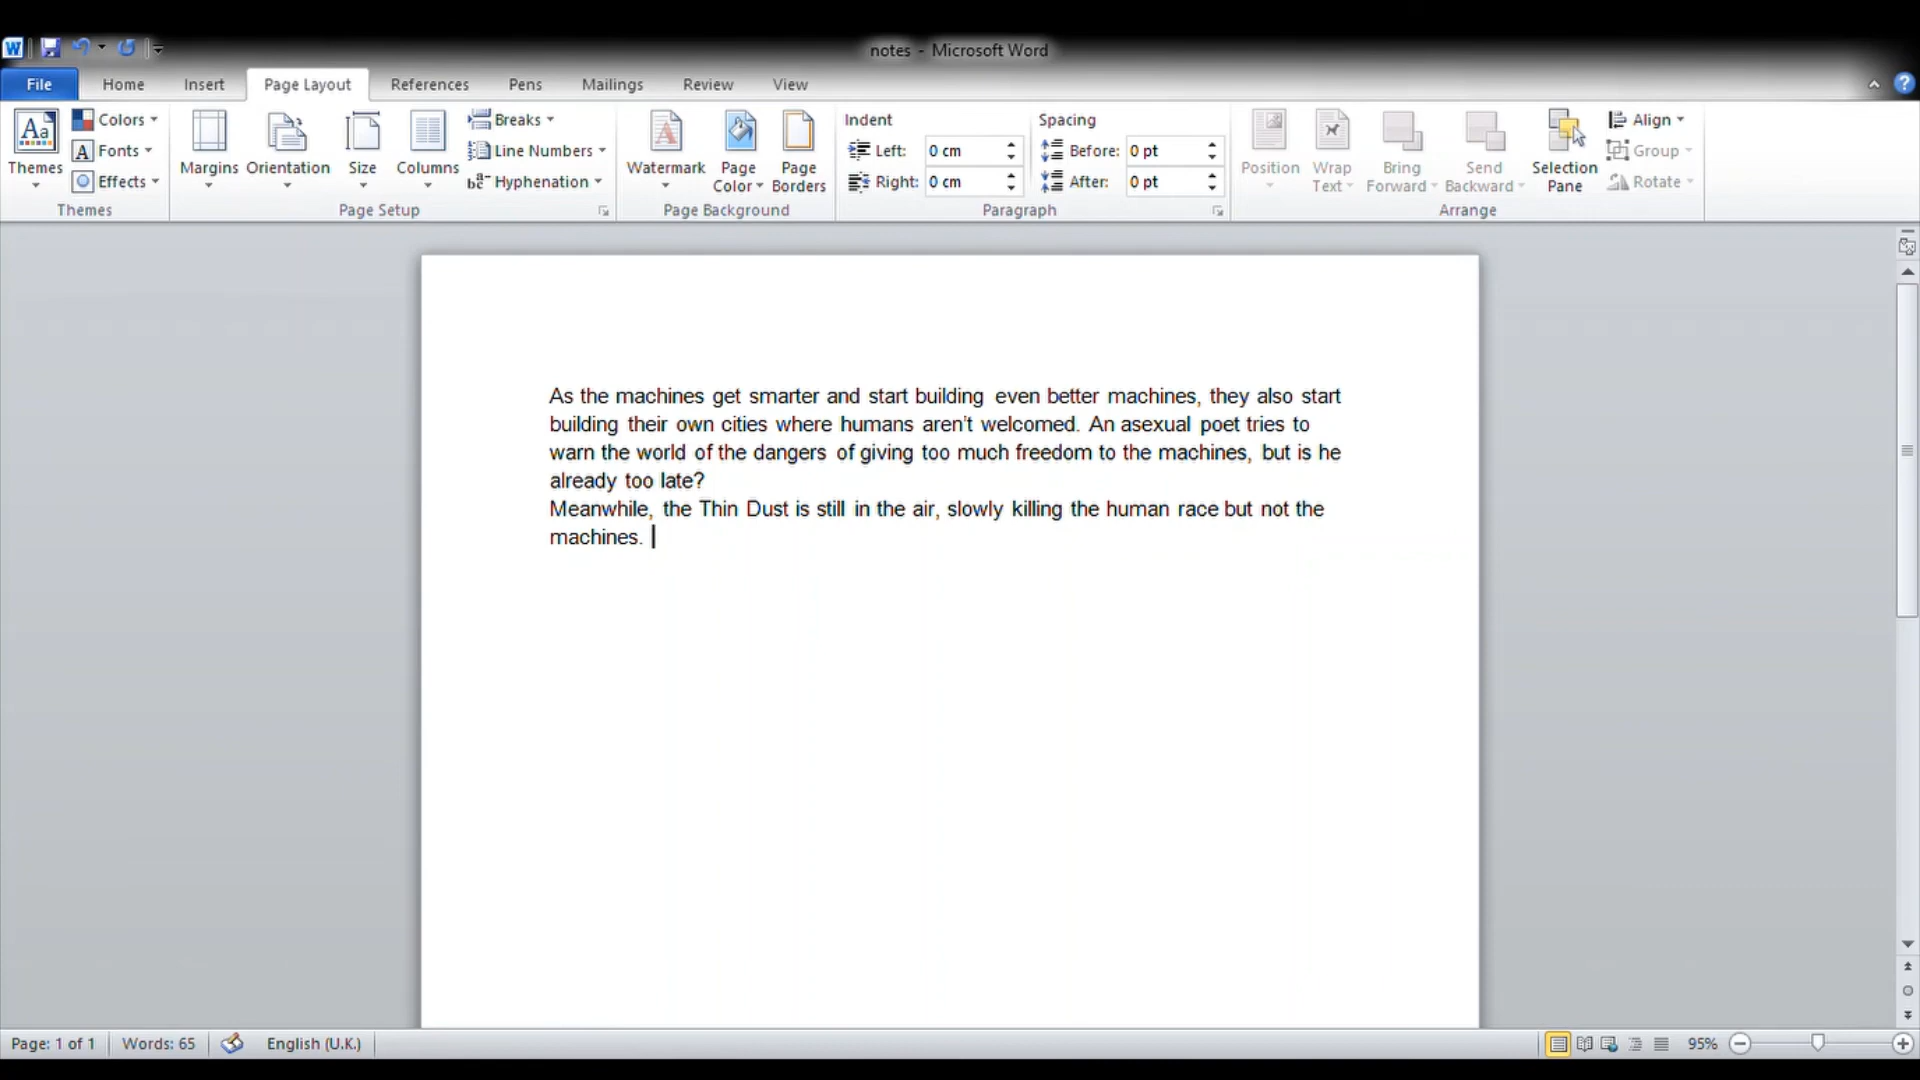 notes - Microsoft Word
File Home Insert Page Layout References Pens Mailings Review View
Themes
Colors
Fonts
Effects
Themes
Margins
Orientation
Size
Columns
Breaks
Line Numbers
Hyphenation
Page Setup
Watermark
Page Color
Page Borders
Page Background
Indent
Left: 0 cm
Right: 0 cm
Spacing
Before: 0 pt
After: 0 pt
Paragraph
Position
Wrap Text
Bring Forward
Send Backward
Selection Pane
Align
Group
Rotate
Arrange
As the machines get smarter and start building even better machines, they also start
building their own cities where humans aren't welcomed. An asexual poet tries to
warn the world of the dangers of giving too much freedom to the machines, but is he
already too late?
Meanwhile, the Thin Dust is still in the air, slowly killing the human race but not the
machines.
Page: 1 of 1 Words: 65 English (U.K.) 95%